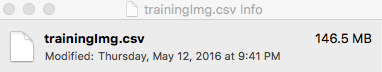 trainingImg.csv Info
trainingImg.csv 146.5 MB
Modified: Thursday, May 12, 2016 at 9:41 PM